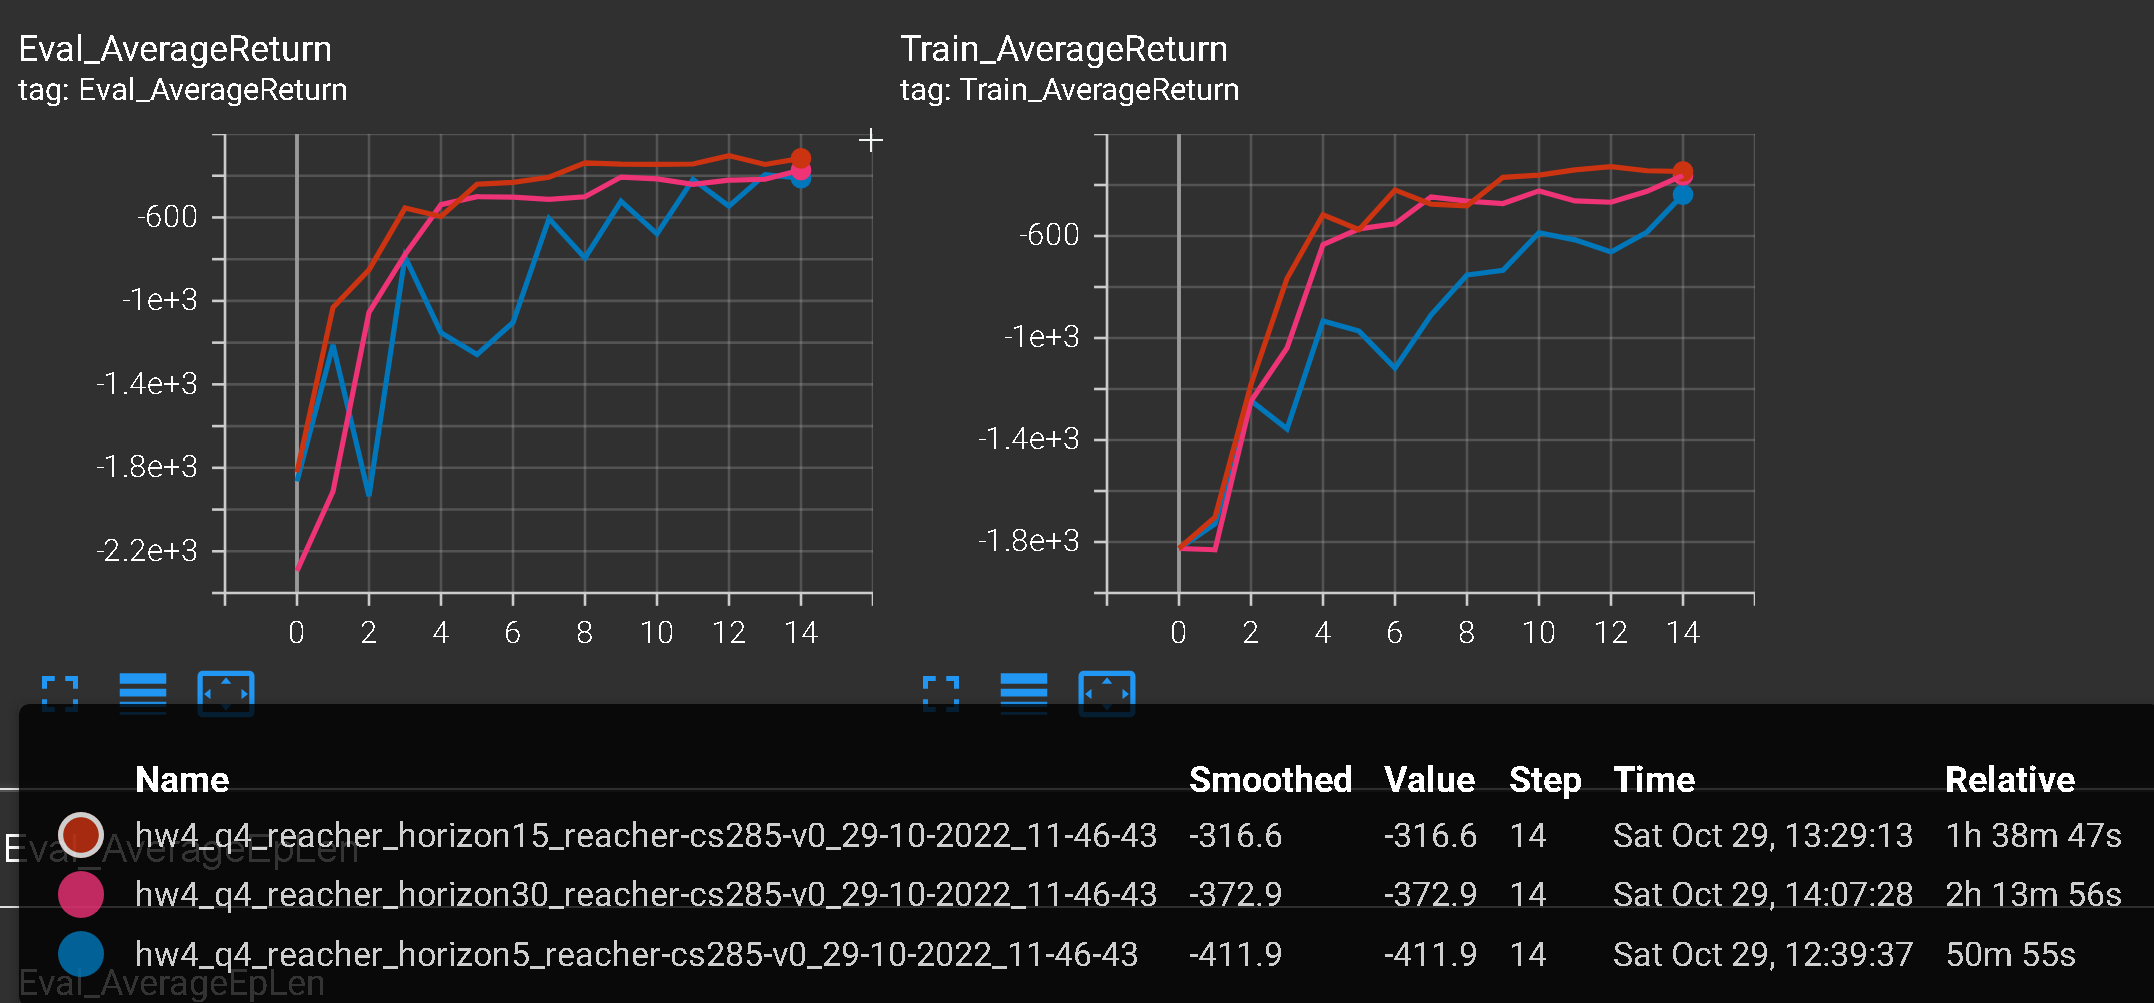 Eval_AverageReturn
tag: Eval_AverageReturn
-600
-1e+3
-1.4e+3
-1.8e+3
-2.2e+3
0 2 4 6 8 10 12 14
Train_AverageReturn
tag: Train_AverageReturn
-600
-1e+3
-1.4e+3
-1.8e+3
0 2 4 6 8 10 12 14
Name Smoothed Value Step Time Relative
hw4_q4_reacher_horizon15_reacher-cs285-v0_29-10-2022_11-46-43 -316.6 -316.6 14 Sat Oct 29, 13:29:13 1h 38m 47s
Eval_AverageEpLen
hw4_q4_reacher_horizon30_reacher-cs285-v0_29-10-2022_11-46-43 -372.9 -372.9 14 Sat Oct 29, 14:07:28 2h 13m 56s
hw4_q4_reacher_horizon5_reacher-cs285-v0_29-10-2022_11-46-43 -411.9 -411.9 14 Sat Oct 29, 12:39:37 50m 55s
Eval_AverageEpLen